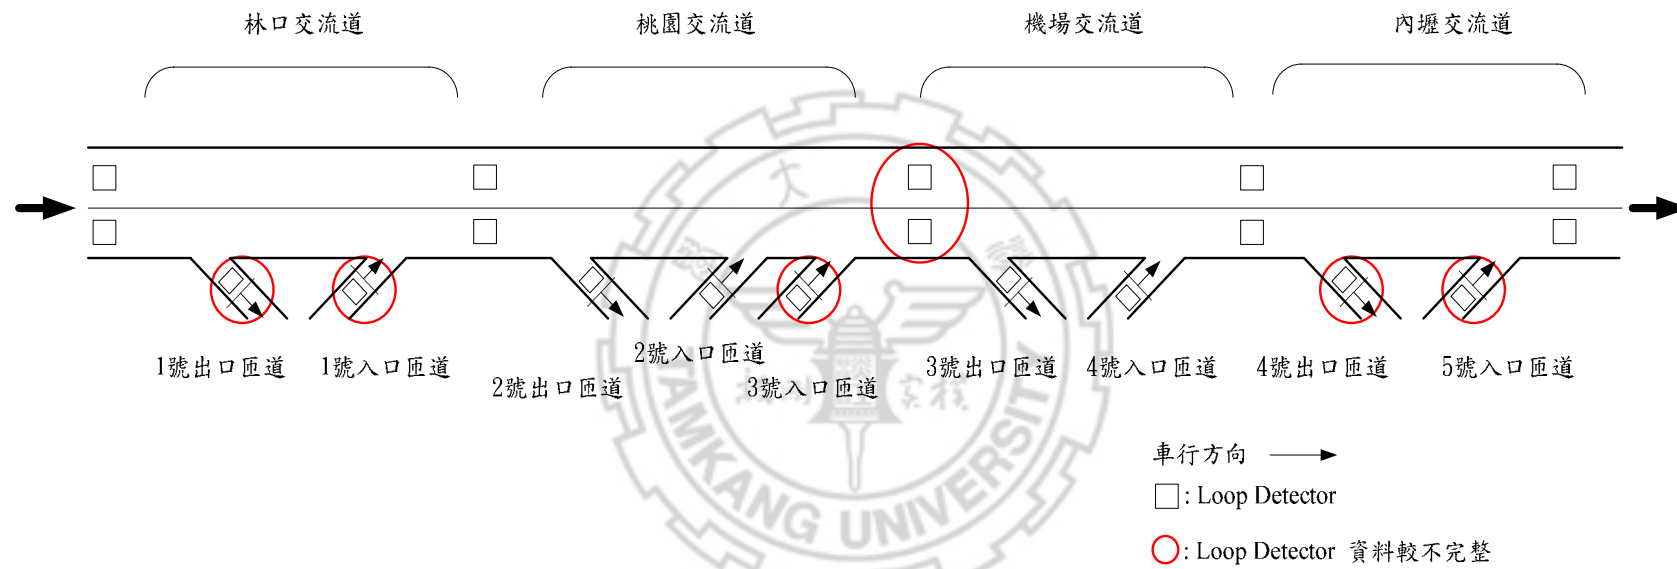 林口交流道
桃園交流道
機場交流道
內壢交流道
大
1號出口匝道
1號入口匝道
2號出口匝道
2號入口匝道
3號入口匝道
3號出口匝道
4號入口匝道
4號出口匝道
5號入口匝道
TAMKANG UNIVERSITY
車行方向
: Loop Detector
: Loop Detector 資料較不完整